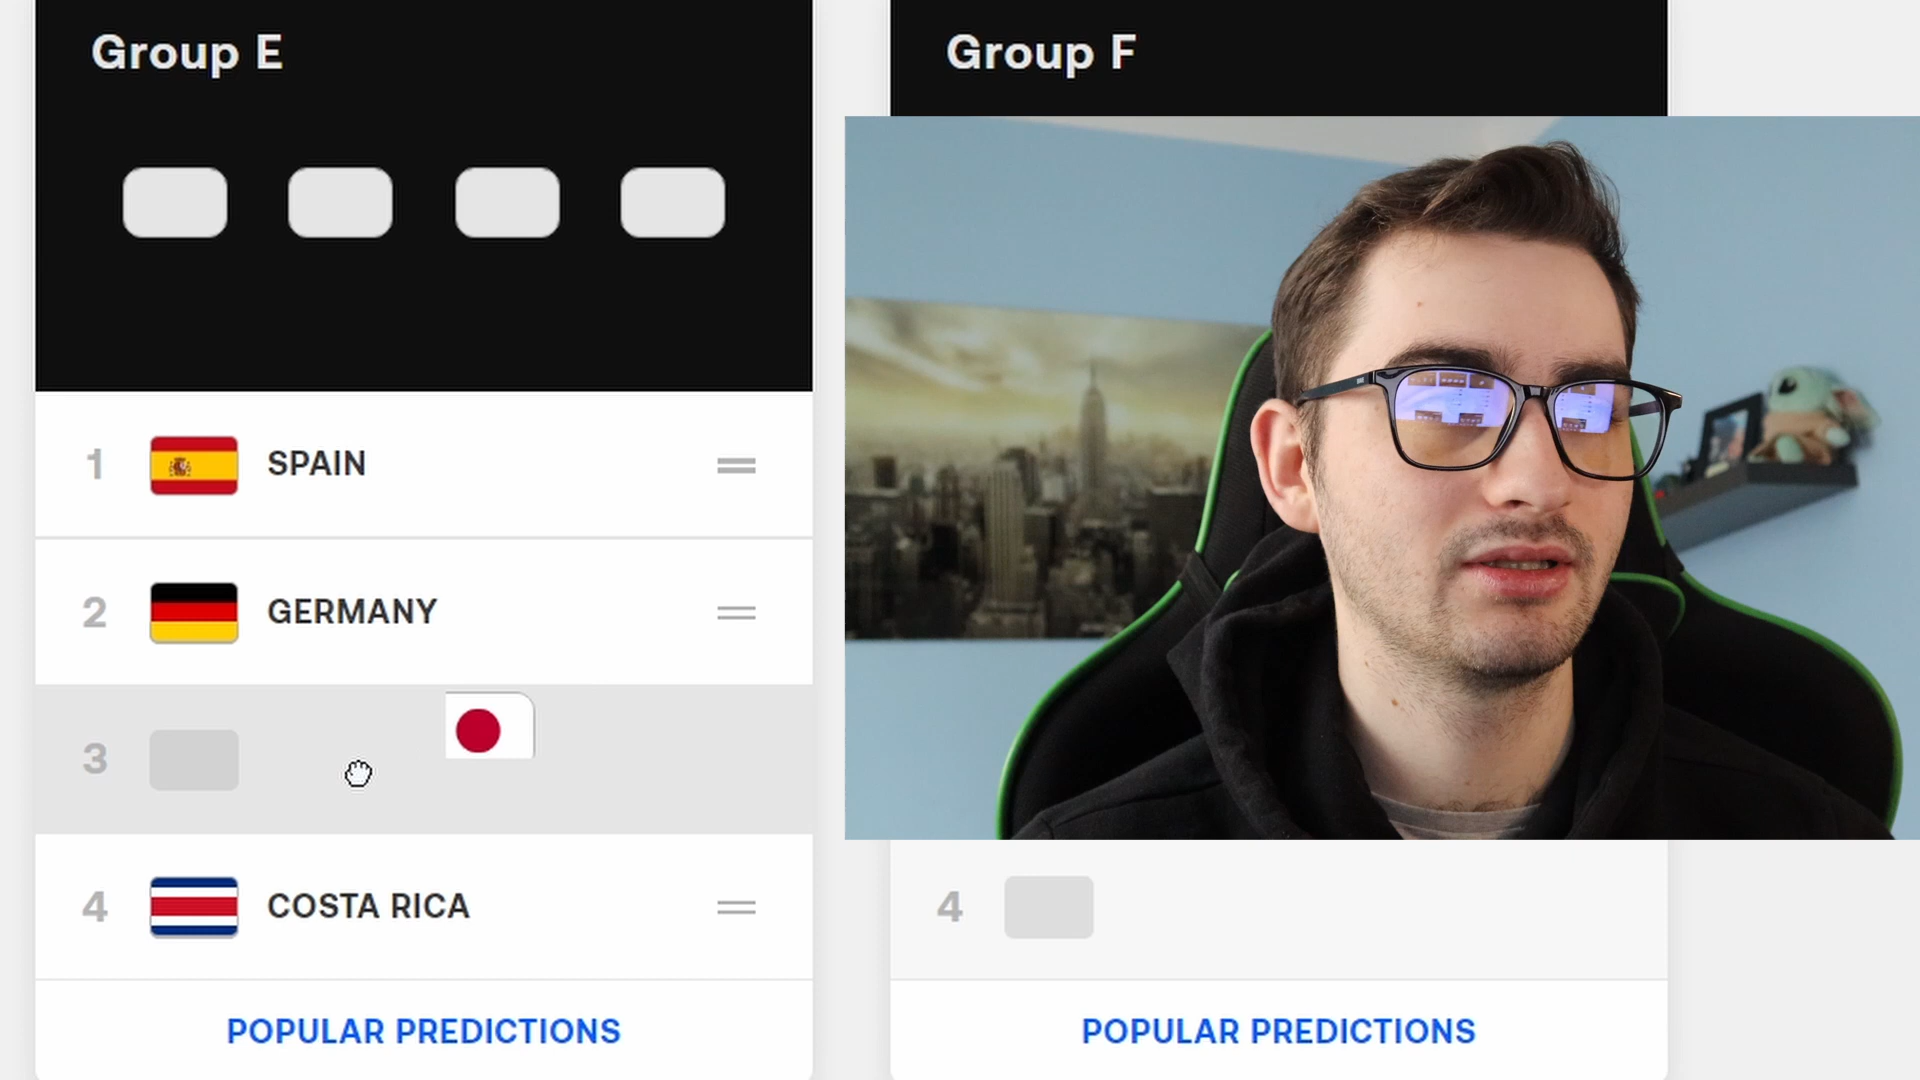 Group E
1 SPAIN
2 GERMANY
3
4 COSTA RICA
POPULAR PREDICTIONS
Group F
4
POPULAR PREDICTIONS